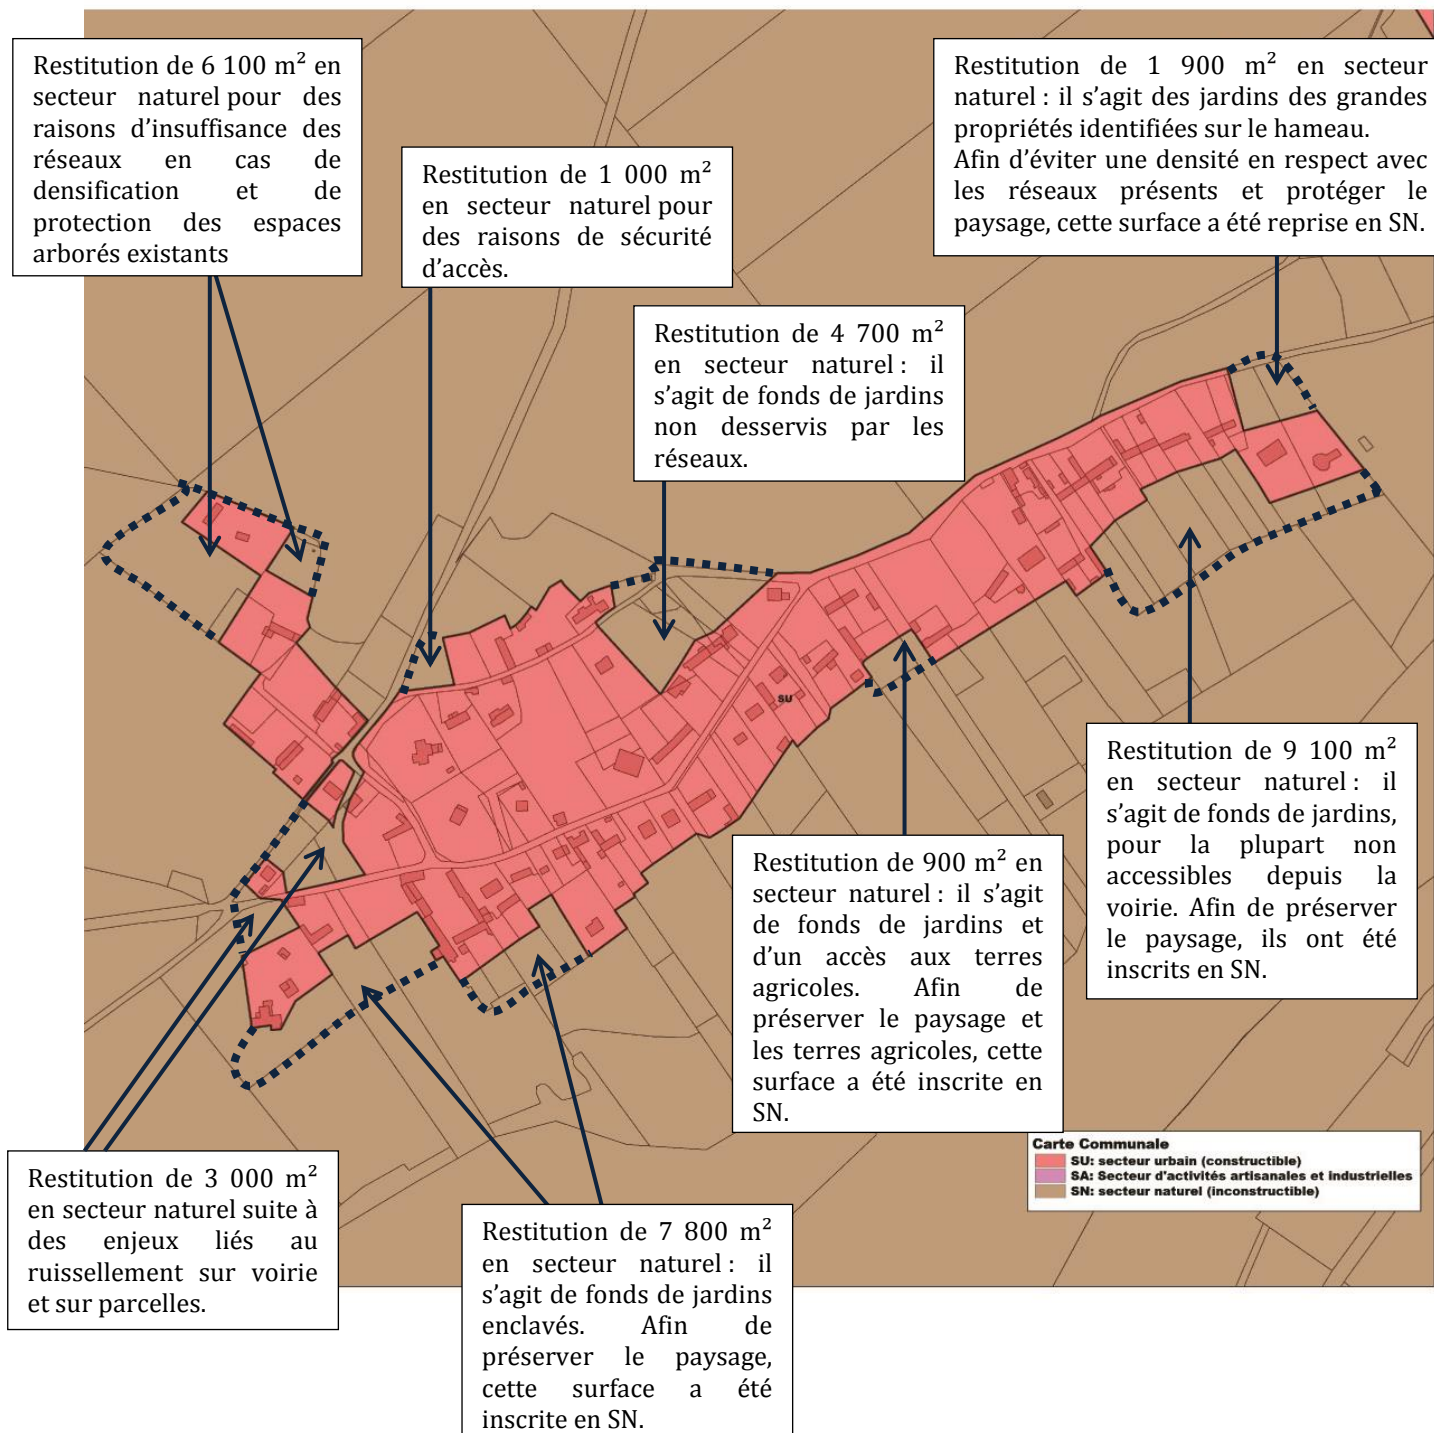 Restitution de 6 100 m² en
secteur naturel pour des
raisons d'insuffisance des
réseaux en cas de
densification et de
protection des espaces
arborés existants
Restitution de 1 000 m²
en secteur naturel pour
des raisons de sécurité
d'accès.
Restitution de 1 900 m² en secteur
naturel : il s'agit des jardins des grandes
propriétés identifiées sur le hameau.
Afin d'éviter une densité en respect avec
les réseaux présents et protéger le
paysage, cette surface a été reprise en SN.
Restitution de 4 700 m²
en secteur naturel : il
s'agit de fonds de jardins
non desservis par les
réseaux.
SU
Restitution de 9 100 m²
en secteur naturel : il
s'agit de fonds de jardins,
pour la plupart non
accessibles depuis la
voirie. Afin de préserver
le paysage, ils ont été
inscrits en SN.
Restitution de 900 m² en
secteur naturel : il s'agit
de fonds de jardins et
d'un accès aux terres
agricoles. Afin de
préserver le paysage et
les terres agricoles, cette
surface a été inscrite en
SN.
Carte Communale
SU: secteur urbain (constructible)
SA: Secteur d'activités artisanales et industrielles
SN: secteur naturel (inconstructible)
Restitution de 3 000 m²
en secteur naturel suite à
des enjeux liés au
ruissellement sur voirie
et sur parcelles.
Restitution de 7 800 m²
en secteur naturel : il
s'agit de fonds de jardins
enclavés. Afin de
préserver le paysage,
cette surface a été
inscrite en SN.